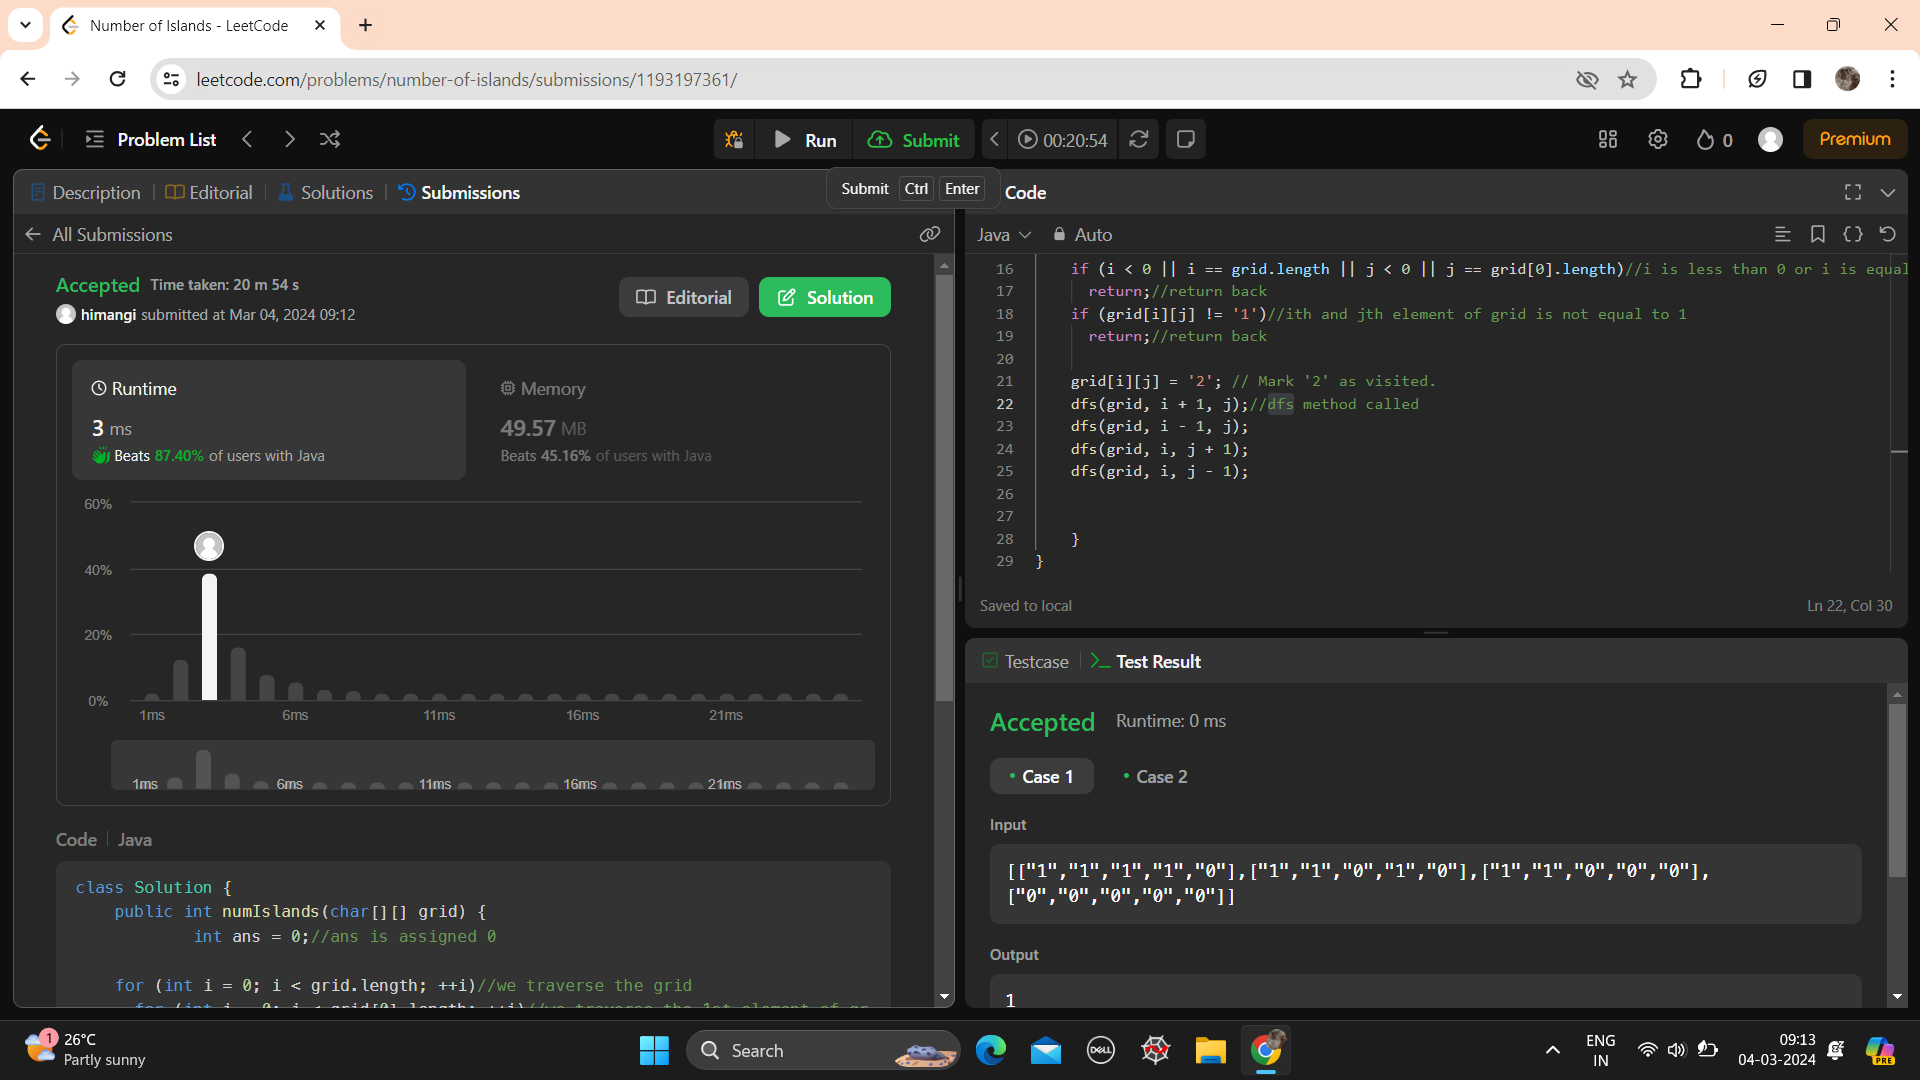 Number of Islands - LeetCode
leetcode.com/problems/number-of-islands/submissions/1193197361/
Problem List
Run
Submit
00:20:54
0
Premium
Description
Editorial
Solutions
Submissions
Submit Ctrl Enter
Code
All Submissions
Java
Auto
Accepted Time taken: 20 m 54 s
himangi submitted at Mar 04, 2024 09:12
Editorial
Solution
Runtime
3 ms
Beats 87.40% of users with Java
Memory
49.57 MB
Beats 45.16% of users with Java
60%
40%
20%
0%
1ms 6ms 11ms 16ms 21ms
1ms 6ms 11ms 16ms 21ms
Code Java
class Solution {
public int numIslands(char[][] grid) {
int ans = 0;//ans is assigned 0
for (int i = 0; i < grid.length; ++i)//we traverse the grid
16 if (i < 0 || i == grid.length || j < 0 || j == grid[0].length)//i is less than 0 or i is equal
17 return;//return back
18 if (grid[i][j] != '1')//ith and jth element of grid is not equal to 1
19 return;//return back
20
21 grid[i][j] = '2'; // Mark '2' as visited.
22 dfs(grid, i + 1, j);//dfs method called
23 dfs(grid, i - 1, j);
24 dfs(grid, i, j + 1);
25 dfs(grid, i, j - 1);
26
27
28 }
29 }
Saved to local
Ln 22, Col 30
Testcase
Test Result
Accepted Runtime: 0 ms
Case 1
Case 2
Input
[["1","1","1","1","0"],["1","1","0","1","0"],["1","1","0","0","0"],
["0","0","0","0","0"]]
Output
1
1
26°C
Partly sunny
Search
DELL
ENG
IN
09:13
04-03-2024
PRE